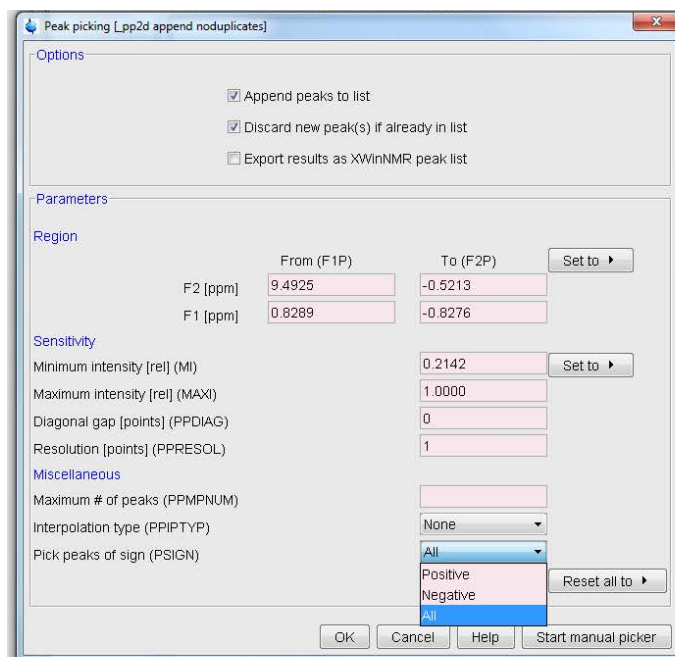 Peak picking [_pp2d append noduplicates]
x
Options
Append peaks to list
Discard new peak(s) if already in list
Export results as XWinNMR peak list
Parameters
Region
From (F1P) To (F2P) Set to
F2 [ppm] 9.4925 -0.5213
F1 [ppm] 0.8289 -0.8276
Sensitivity
Minimum intensity [rel] (MI) 0.2142 Set to
Maximum intensity [rel] (MAXI) 1.0000
Diagonal gap [points] (PPDIAG) 0
Resolution [points] (PPRESOL) 1
Miscellaneous
Maximum # of peaks (PPMPNUM)
Interpolation type (PPIPTYP) None
Pick peaks of sign (PSIGN) All
Positive Reset all to
Negative
All
OK Cancel Help Start manual picker